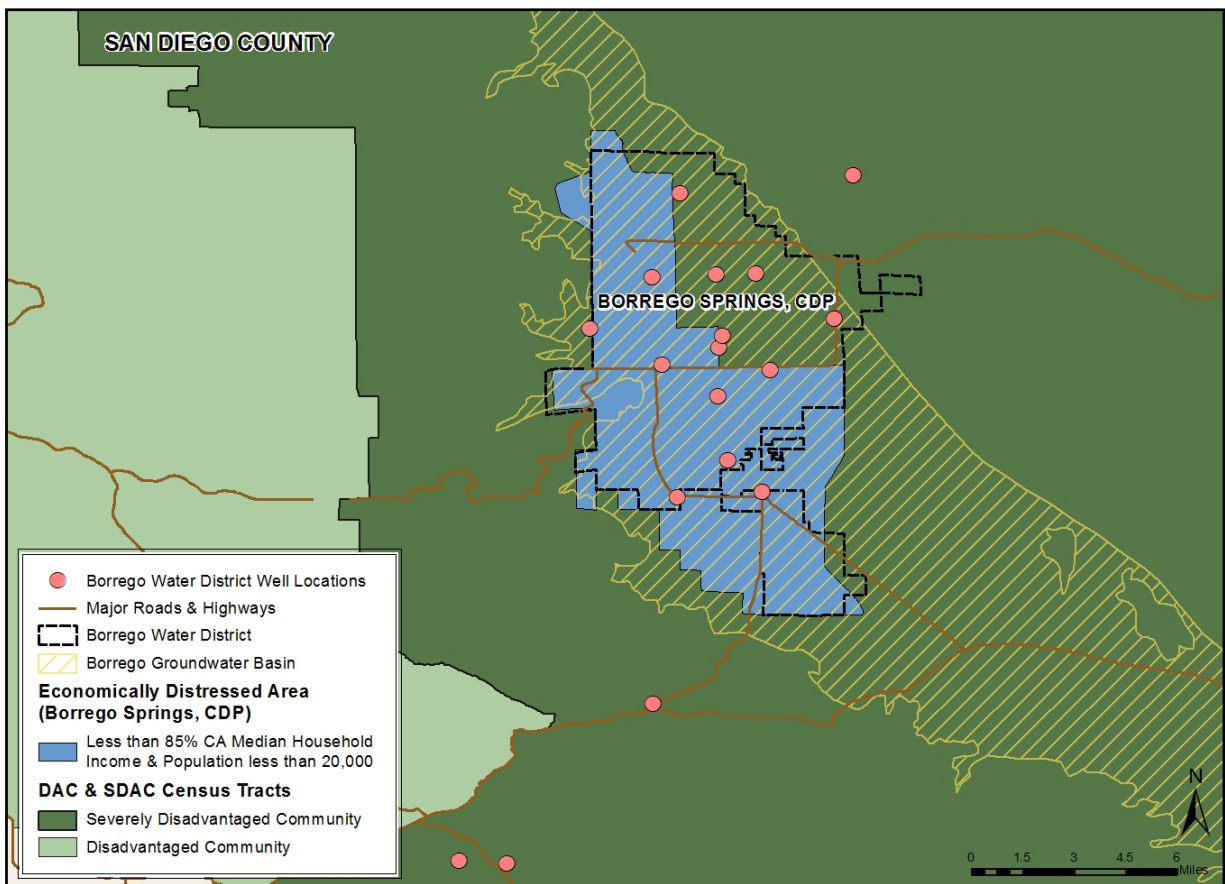 SAN DIEGO COUNTY
BORREGO SPRINGS, CDP
Borrego Water District Well Locations
Major Roads & Highways
Borrego Water District
Borrego Groundwater Basin
Economically Distressed Area
(Borrego Springs, CDP)
Less than 85% CA Median Household
Income & Population less than 20,000
DAC & SDAC Census Tracts
Severely Disadvantaged Community
Disadvantaged Community
N
0 1.5 3 4.5 6
Miles